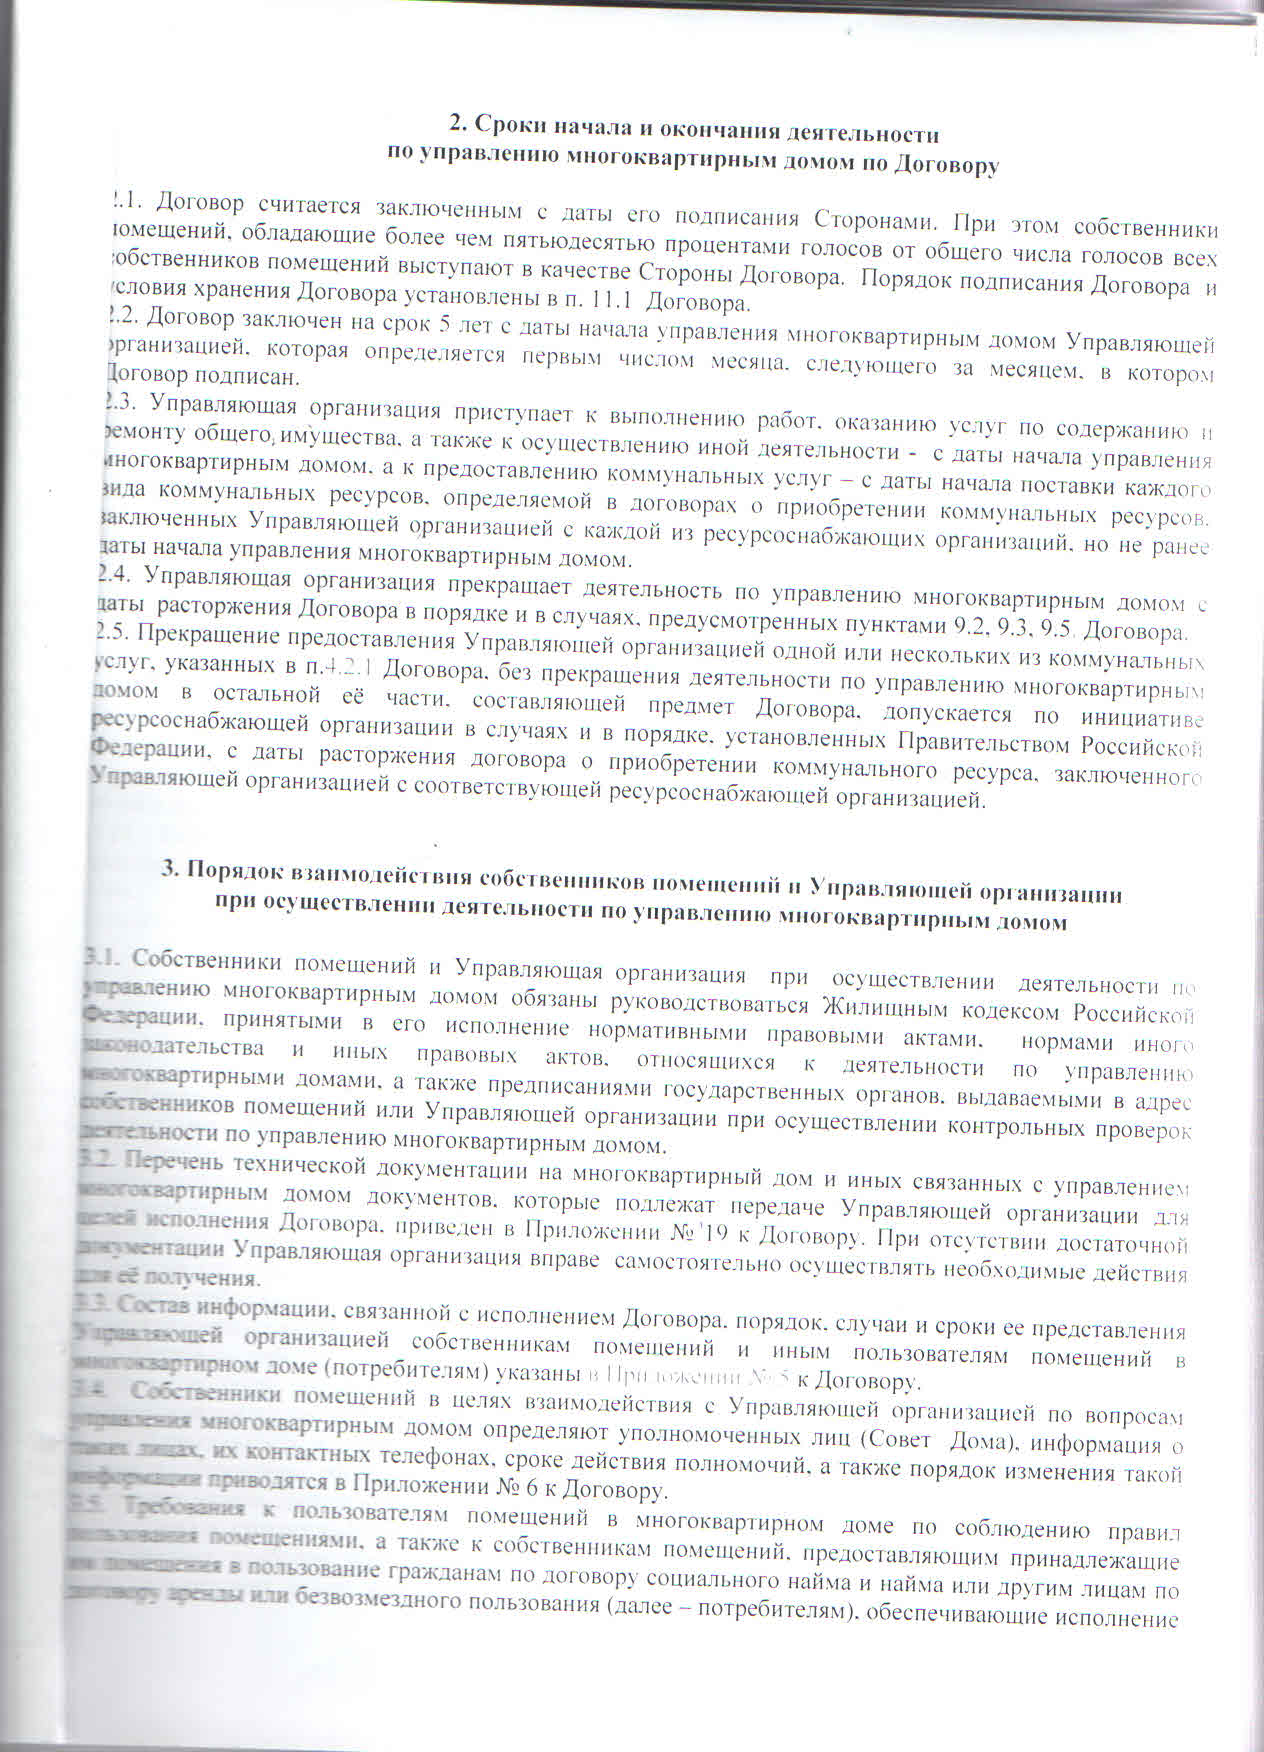 2. Сроки начала и окончания деятельности
по управлению многоквартирным домом по Договору
2.1. Договор считается заключенным с даты его подписания Сторонами. При этом собственники
помещений, обладающие более чем пятьюдесятью процентами голосов от общего числа голосов всех
собственников помещений выступают в качестве Стороны Договора. Порядок подписания Договора и
условия хранения Договора установлены в п. 11.1 Договора.
2.2. Договор заключен на срок 5 лет с даты начала управления многоквартирным домом Управляющей
организацией, которая определяется первым числом месяца, следующего за месяцем, в котором
Договор подписан.
2.3. Управляющая организация приступает к выполнению работ, оказанию услуг по содержанию и
ремонту общего имущества, а также к осуществлению иной деятельности - с даты начала управления
многоквартирным домом, а к предоставлению коммунальных услуг – с даты начала поставки каждого
вида коммунальных ресурсов, определяемой в договорах о приобретении коммунальных ресурсов,
заключенных Управляющей организацией с каждой из ресурсоснабжающих организаций, но не ранее
даты начала управления многоквартирным домом.
2.4. Управляющая организация прекращает деятельность по управлению многоквартирным домом с
даты расторжения Договора в порядке и в случаях, предусмотренных пунктами 9.2, 9.3, 9.5. Договора.
2.5. Прекращение предоставления Управляющей организацией одной или нескольких из коммунальных
услуг, указанных в п.4.2.1 Договора, без прекращения деятельности по управлению многоквартирным
домом в остальной её части, составляющей предмет Договора, допускается по инициативе
ресурсоснабжающей организации в случаях и в порядке, установленных Правительством Российской
Федерации, с даты расторжения договора о приобретении коммунального ресурса, заключенного
Управляющей организацией с соответствующей ресурсоснабжающей организацией.
3. Порядок взаимодействия собственников помещений и Управляющей организации
при осуществлении деятельности по управлению многоквартирным домом
3.1. Собственники помещений и Управляющая организация при осуществлении деятельности по
управлению многоквартирным домом обязаны руководствоваться Жилищным кодексом Российской
Федерации, принятыми в его исполнение нормативными правовыми актами, нормами иного
законодательства и иных правовых актов, относящихся к деятельности по управлению
многоквартирными домами, а также предписаниями государственных органов, выдаваемыми в адрес
собственников помещений или Управляющей организации при осуществлении контрольных проверок
деятельности по управлению многоквартирным домом.
3.2. Перечень технической документации на многоквартирный дом и иных связанных с управлением
многоквартирным домом документов, которые подлежат передаче Управляющей организации для
целей исполнения Договора, приведен в Приложении № 19 к Договору. При отсутствии достаточной
документации Управляющая организация вправе самостоятельно осуществлять необходимые действия
для её получения.
3.3. Состав информации, связанной с исполнением Договора, порядок, случаи и сроки ее представления
Управляющей организацией собственникам помещений и иным пользователям помещений в
многоквартирном доме (потребителям) указаны в Приложении № 5 к Договору.
3.4. Собственники помещений в целях взаимодействия с Управляющей организацией по вопросам
управления многоквартирным домом определяют уполномоченных лиц (Совет Дома), информация о
таких лицах, их контактных телефонах, сроке действия полномочий, а также порядок изменения такой
информации приводятся в Приложении № 6 к Договору.
3.5. Требования к пользователям помещений в многоквартирном доме по соблюдению правил
пользования помещениями, а также к собственникам помещений, предоставляющим принадлежащие
им помещения в пользование гражданам по договору социального найма и найма или другим лицам по
договору аренды или безвозмездного пользования (далее – потребителям), обеспечивающие исполнение